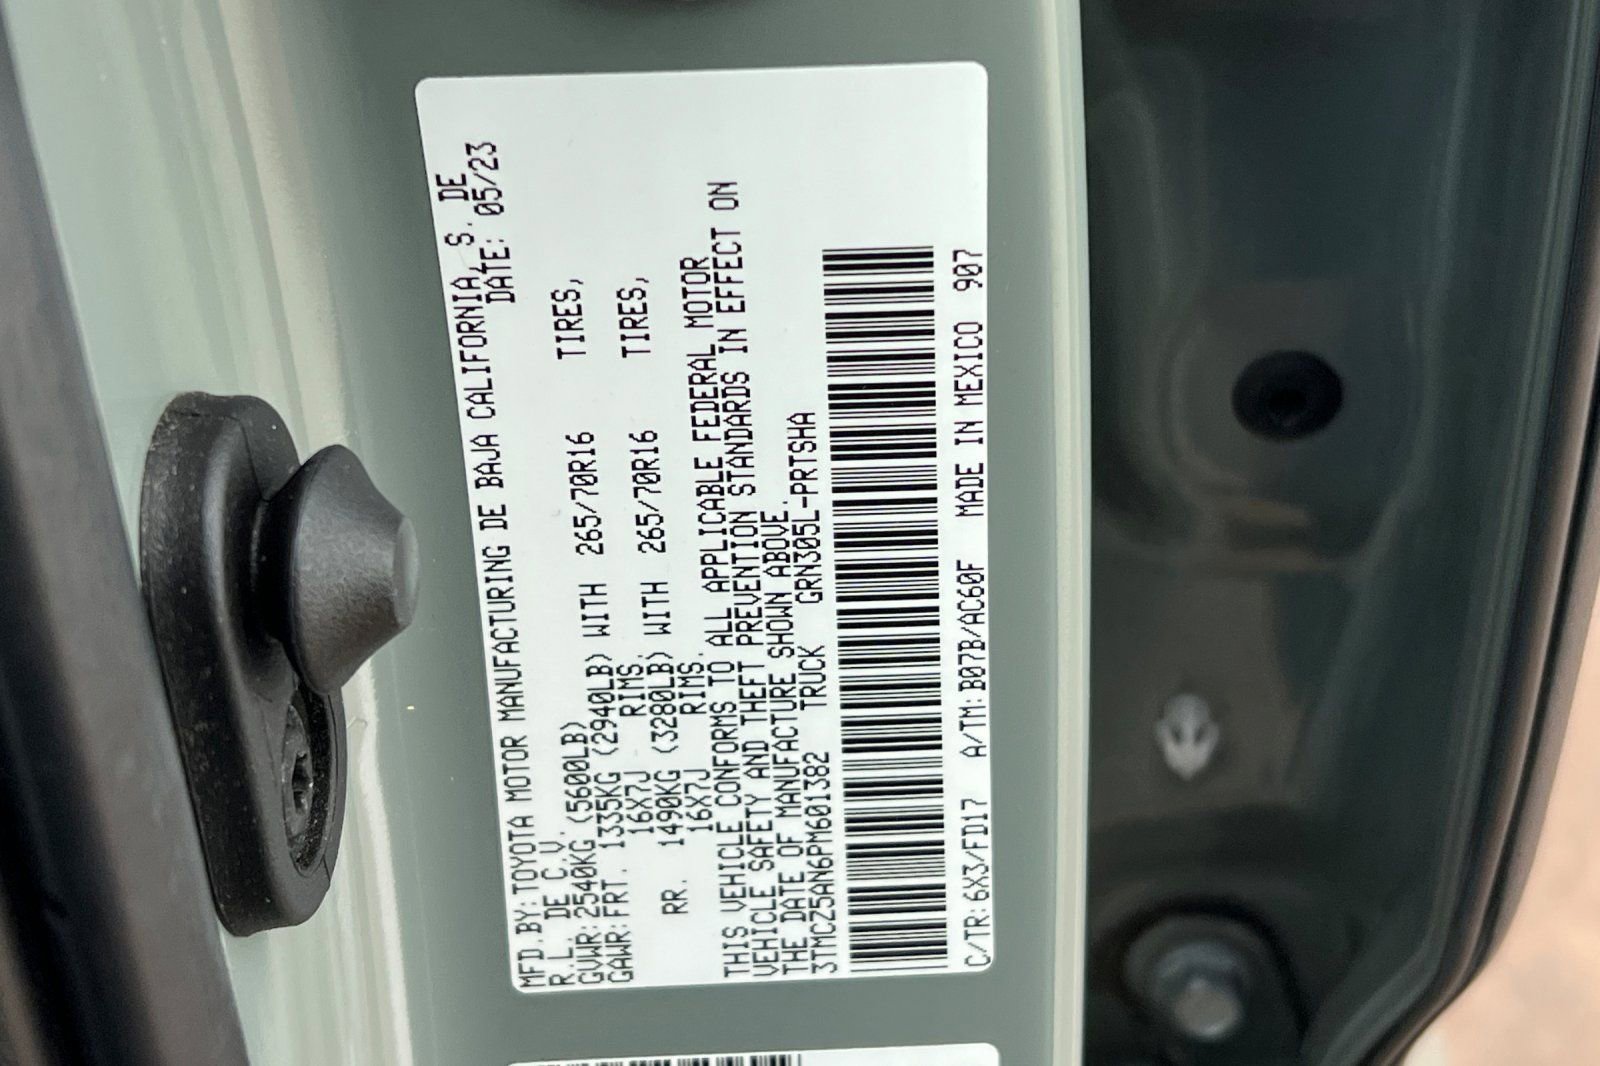 MFD.BY: TOYOTA MOTOR MANUFACTURING DE BAJA CALIFORNIA, S. DE
R.L. DE C.V. DATE: 05/23
GVWR: 2540KG (5600LB)
GAWR: FRT. 1335KG (2940LB) WITH 265/70R16 TIRES,
16X7J RIMS.
RR. 1490KG (3280LB) WITH 265/70R16 TIRES,
16X7J RIMS.
THIS VEHICLE CONFORMS TO ALL APPLICABLE FEDERAL MOTOR
VEHICLE SAFETY AND THEFT PREVENTION STANDARDS IN EFFECT ON
THE DATE OF MANUFACTURE SHOWN ABOVE.
3TMCZ5AN6PM601382 TRUCK GRN305L-PRTSHA
C/TR: 6X3/FD17 A/TM: B07B/AC60F MADE IN MEXICO 907